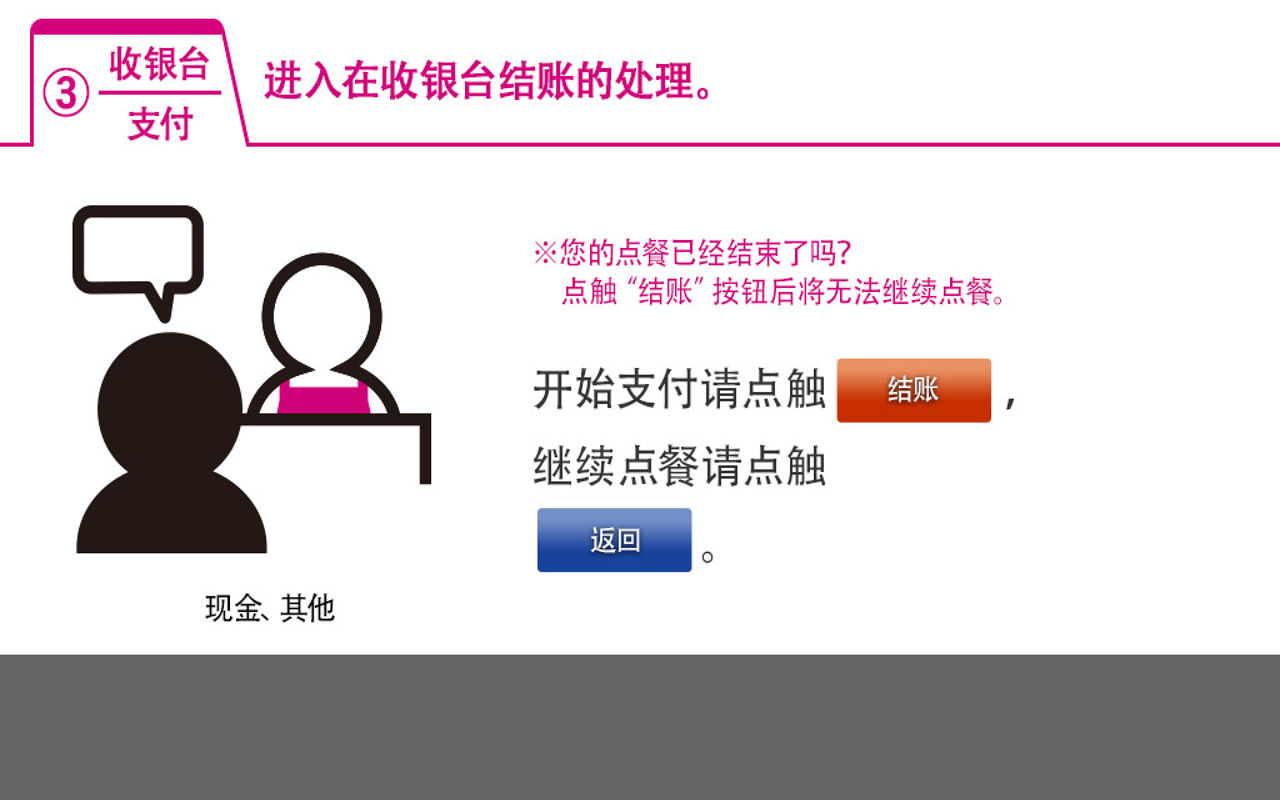 ③
收银台
支付
进入在收银台结账的处理。
※您的点餐已经结束了吗?
点触“结账”按钮后将无法继续点餐。
开始支付请点触 结账 ,
继续点餐请点触
返回 。
现金、其他